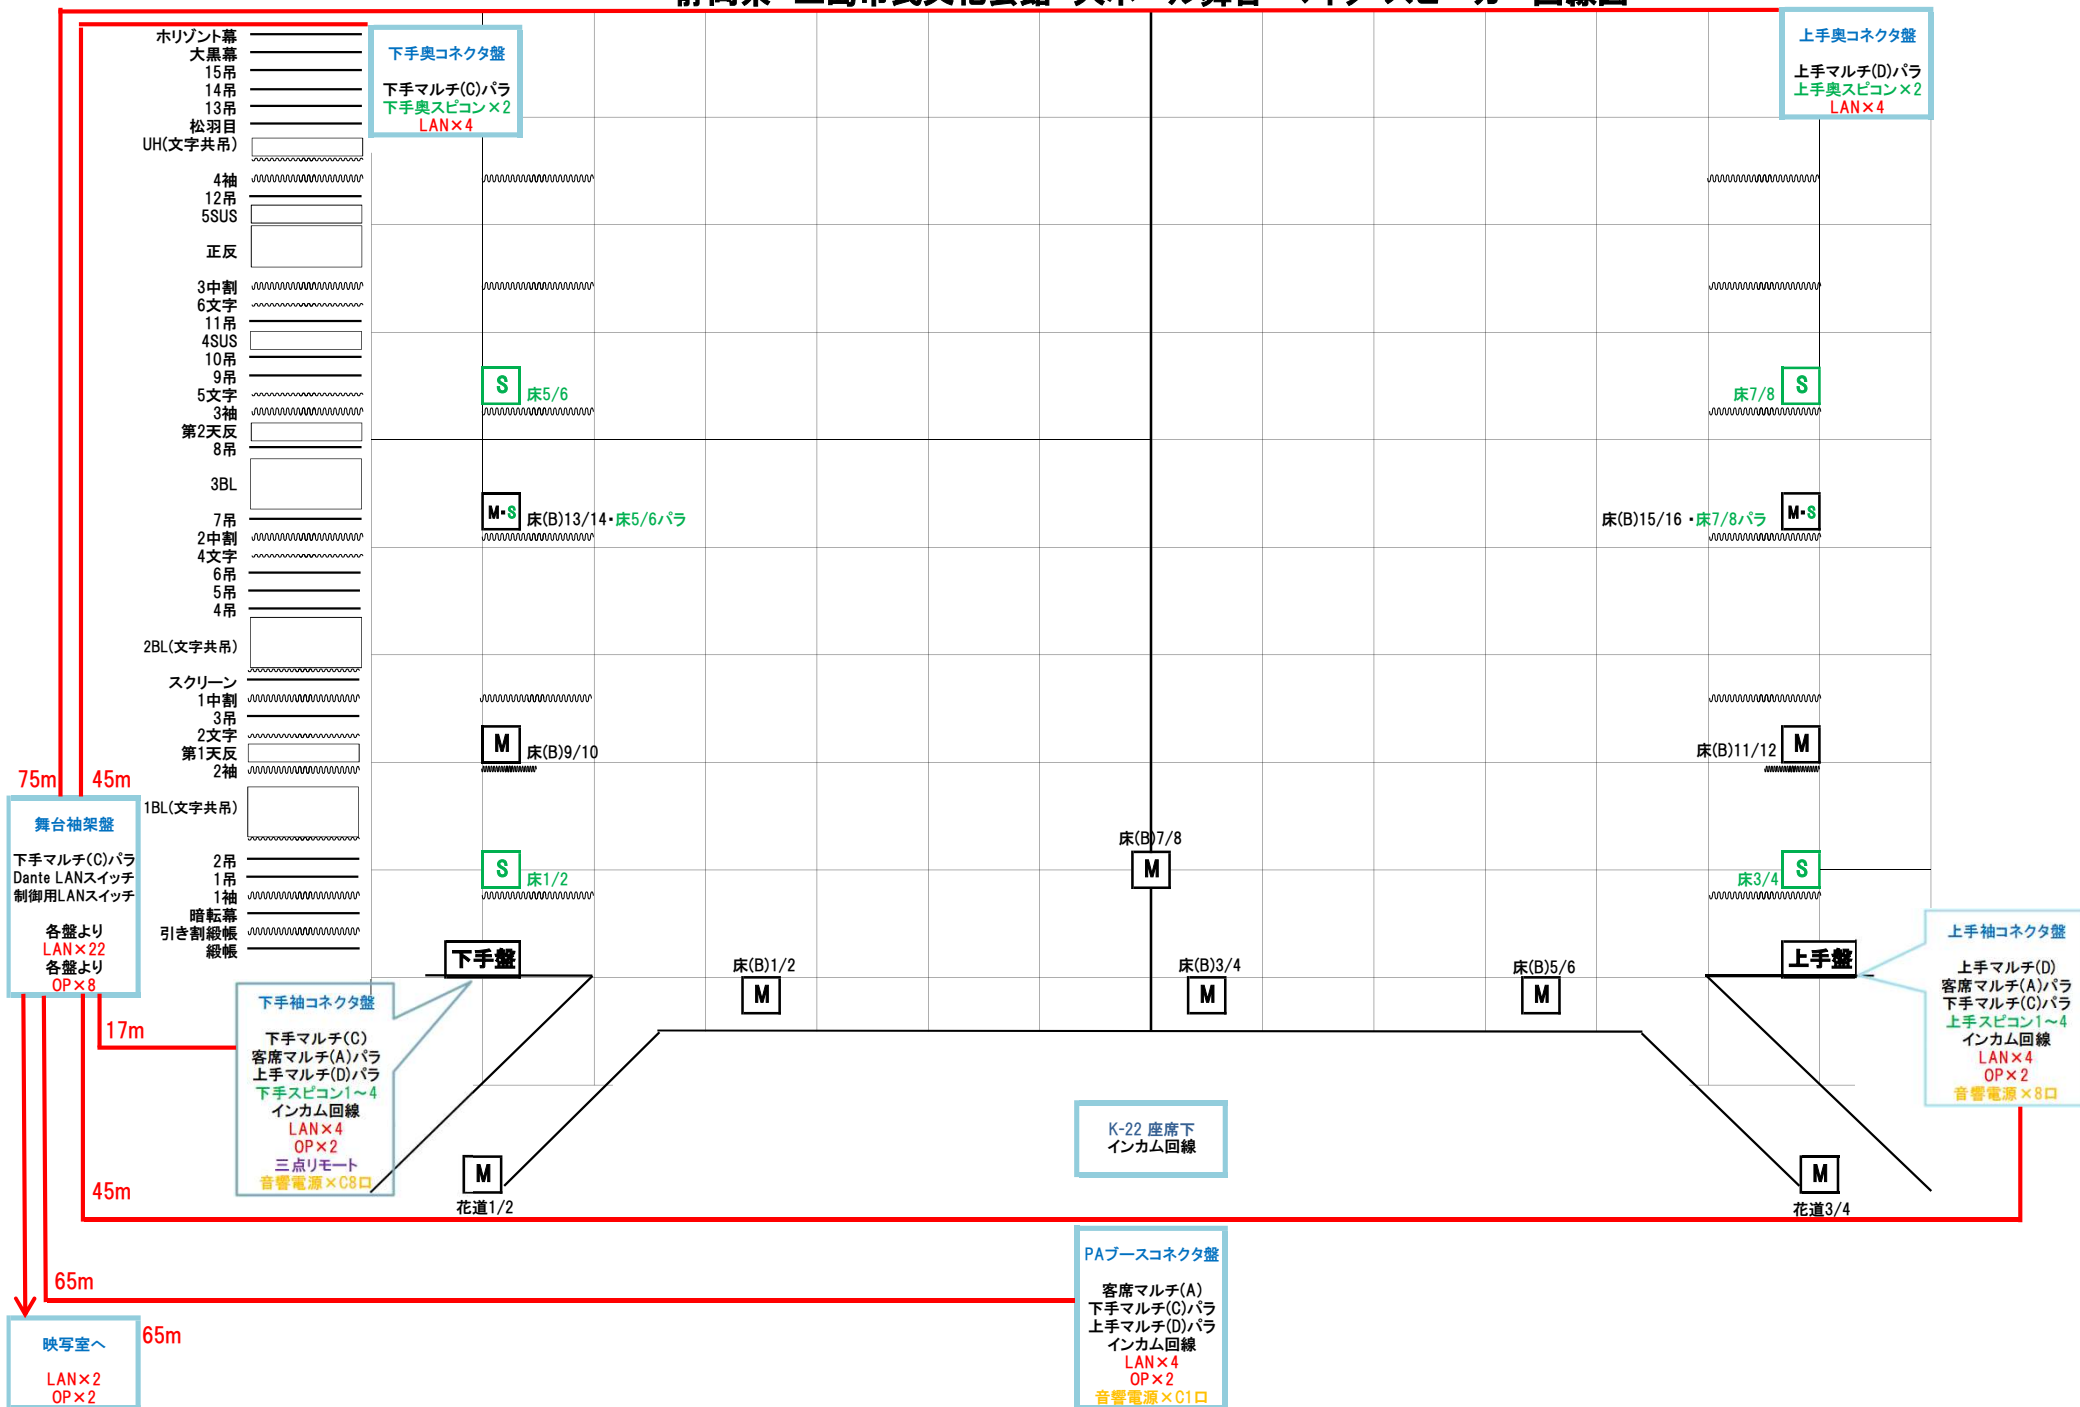 ホリゾント幕
大黒幕
15吊
14吊
13吊
松羽目
UH(文字共吊)
4袖
12吊
5SUS
正反
3中割
6文字
11吊
4SUS
10吊
9吊
5文字
3袖
第2天反
8吊
3BL
7吊
2中割
4文字
6吊
5吊
4吊
2BL(文字共吊)
スクリーン
1中割
3吊
2文字
第1天反
2袖
1BL(文字共吊)
2吊
1吊
1袖
暗転幕
引き割緞帳
緞帳
下手奥コネクタ盤
下手マルチ(C)パラ
下手奥スピコン×2
LAN×4
上手奥コネクタ盤
上手マルチ(D)パラ
上手奥スピコン×2
LAN×4
S 床5/6
床7/8 S
M・S 床(B)13/14・床5/6パラ
床(B)15/16 ・床7/8パラ M・S
M 床(B)9/10
床(B)11/12 M
床(B)7/8
M
S 床1/2
床3/4 S
下手盤
上手盤
床(B)1/2
M
床(B)3/4
M
床(B)5/6
M
75m
45m
舞台袖架盤
下手マルチ(C)パラ
Dante LANスイッチ
制御用LANスイッチ
各盤より
LAN×22
各盤より
OP×8
17m
下手袖コネクタ盤
下手マルチ(C)
客席マルチ(A)パラ
上手マルチ(D)パラ
下手スピコン1～4
インカム回線
LAN×4
OP×2
三点リモート
音響電源×C8口
上手袖コネクタ盤
上手マルチ(D)
客席マルチ(A)パラ
下手マルチ(C)パラ
上手スピコン1～4
インカム回線
LAN×4
OP×2
音響電源×8口
K-22 座席下
インカム回線
M
花道1/2
M
花道3/4
45m
65m
65m
PAブースコネクタ盤
客席マルチ(A)
下手マルチ(C)パラ
上手マルチ(D)パラ
インカム回線
LAN×4
OP×2
音響電源×C1口
映写室へ
LAN×2
OP×2